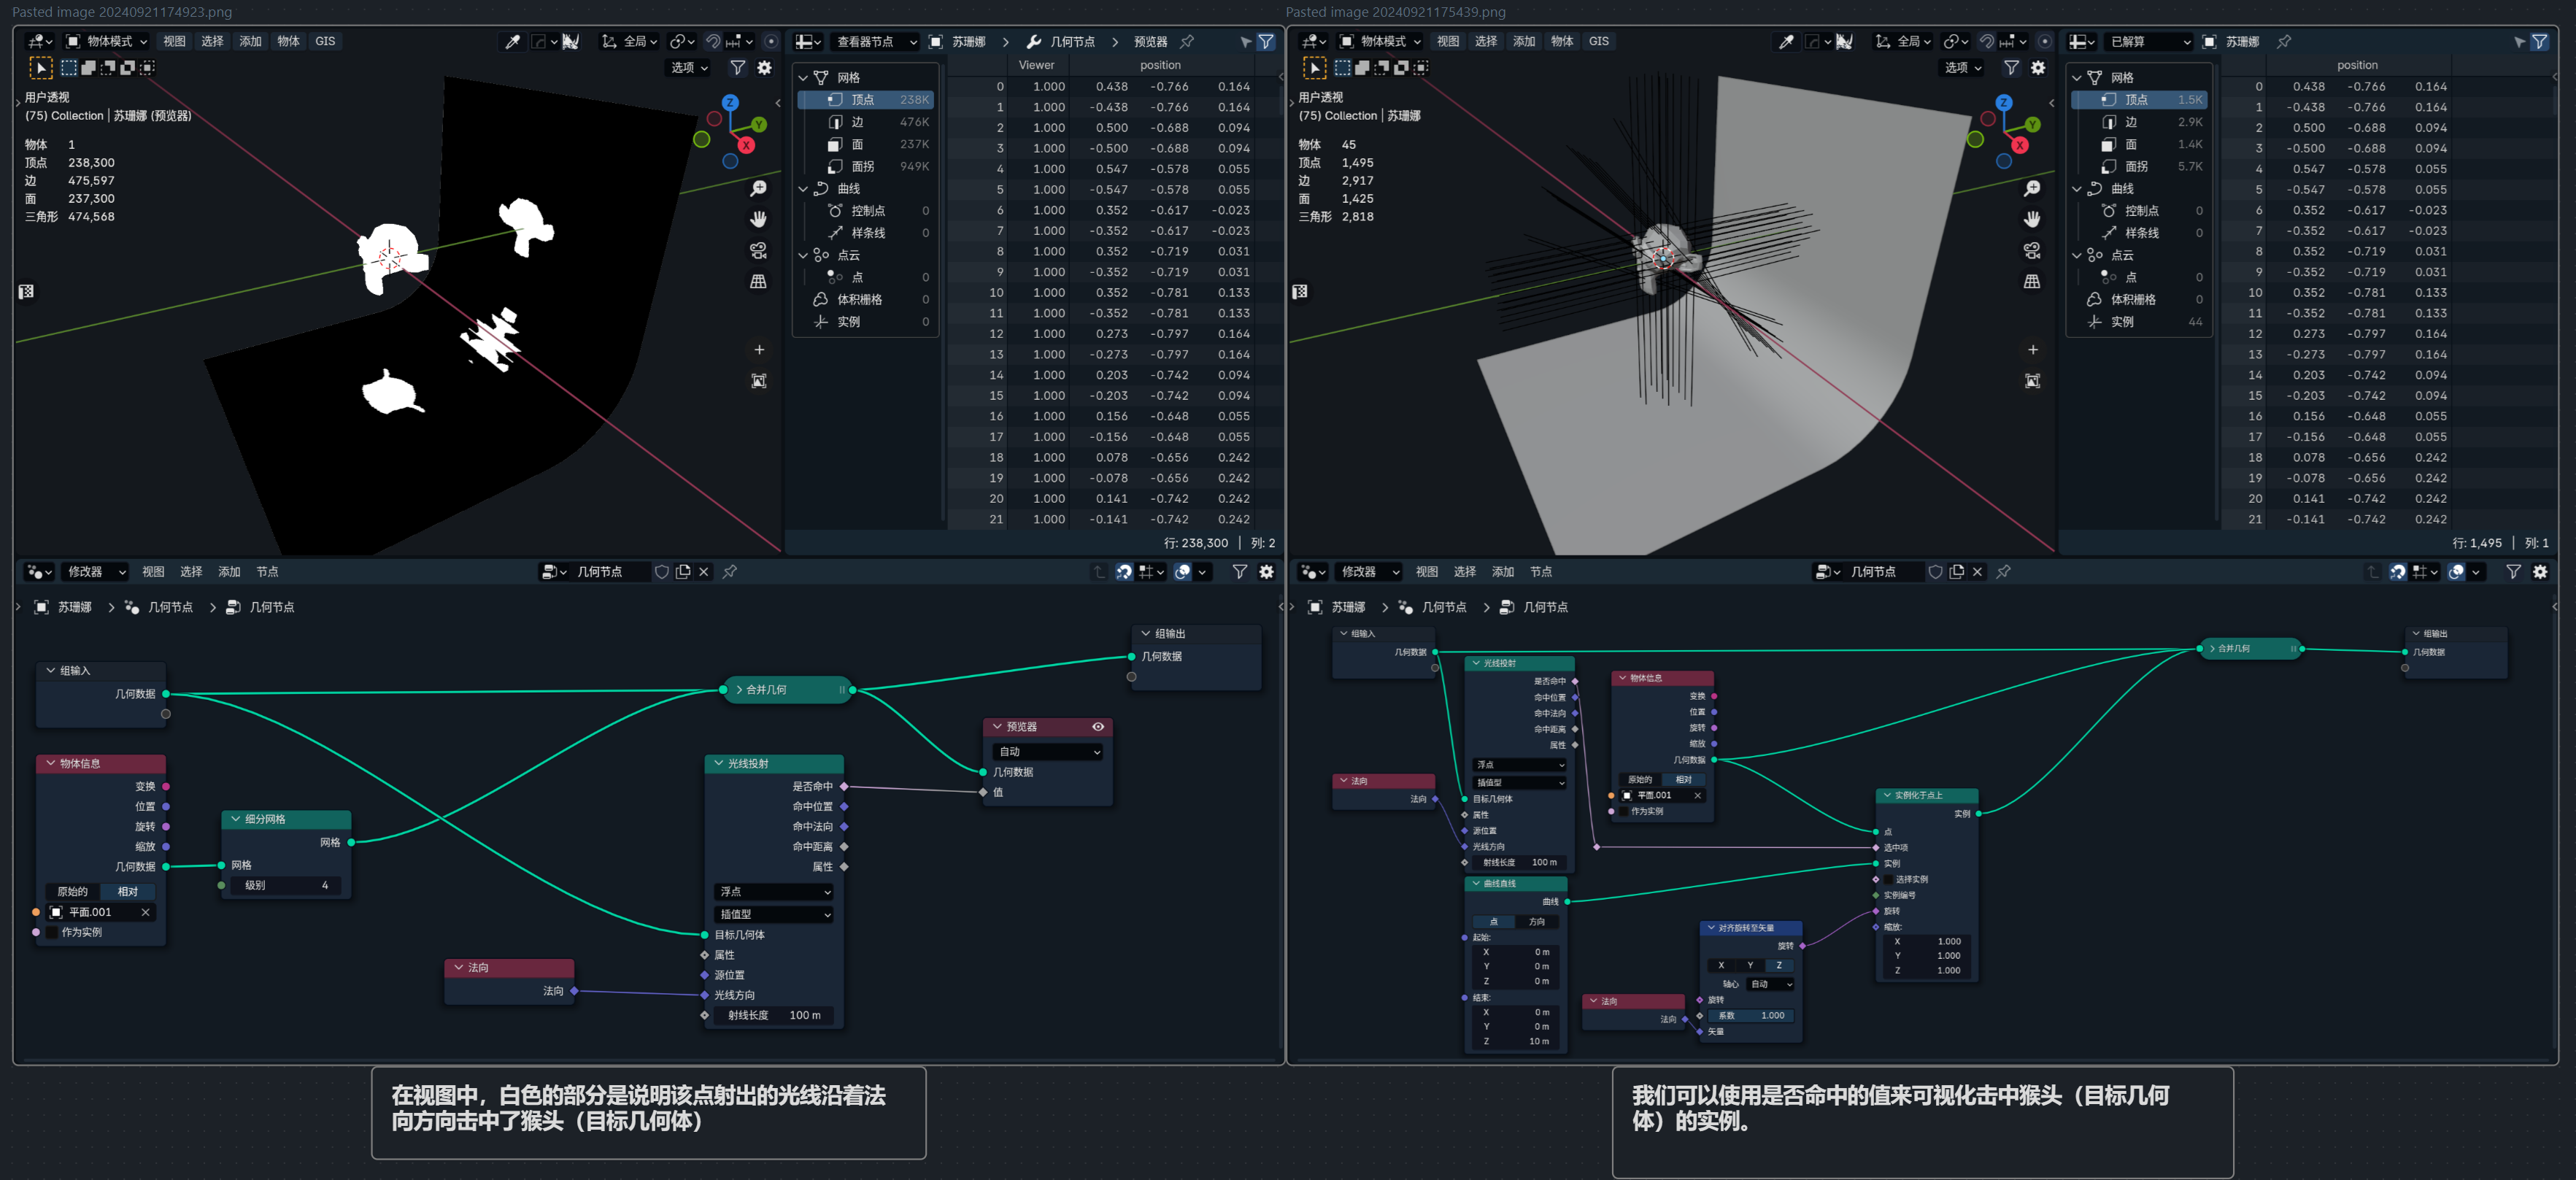 Pasted image 20240921174923.png
物体模式 视图 选择 添加 物体 GIS 全局
选项
用户透视
(75) Collection | 苏珊娜 (预览器)
物体 1
顶点 238,300
边 475,597
面 237,300
三角形 474,568
Z
Y
X
查看器节点 苏珊娜 几何节点 预览器
网格
顶点 238K
边 476K
面 237K
面拐 949K
曲线
控制点 0
样条线 0
点云
点 0
体积栅格 0
实例 0
Viewer position
0 1.000 0.438 -0.766 0.164
1 1.000 -0.438 -0.766 0.164
2 1.000 0.500 -0.688 0.094
3 1.000 -0.500 -0.688 0.094
4 1.000 0.547 -0.578 0.055
5 1.000 -0.547 -0.578 0.055
6 1.000 0.352 -0.617 -0.023
7 1.000 -0.352 -0.617 -0.023
8 1.000 0.352 -0.719 0.031
9 1.000 -0.352 -0.719 0.031
10 1.000 0.352 -0.781 0.133
11 1.000 -0.352 -0.781 0.133
12 1.000 0.273 -0.797 0.164
13 1.000 -0.273 -0.797 0.164
14 1.000 0.203 -0.742 0.094
15 1.000 -0.203 -0.742 0.094
16 1.000 0.156 -0.648 0.055
17 1.000 -0.156 -0.648 0.055
18 1.000 0.078 -0.656 0.242
19 1.000 -0.078 -0.656 0.242
20 1.000 0.141 -0.742 0.242
21 1.000 -0.141 -0.742 0.242
行: 238,300 | 列: 2
修改器 视图 选择 添加 节点 几何节点
苏珊娜 几何节点 几何节点
组输入
几何数据
物体信息
变换
位置
旋转
缩放
几何数据
原始的 相对
平面.001
作为实例
细分网格
网格
网格
级别 4
法向
法向
合并几何
光线投射
是否命中
命中位置
命中法向
命中距离
属性
浮点
插值型
目标几何体
属性
源位置
光线方向
射线长度 100 m
预览器
自动
几何数据
值
组输出
几何数据
在视图中，白色的部分是说明该点射出的光线沿着法
向方向击中了猴头（目标几何体）
Pasted image 20240921175439.png
物体模式 视图 选择 添加 物体 GIS 全局
选项
用户透视
(75) Collection | 苏珊娜
物体 45
顶点 1,495
边 2,917
面 1,425
三角形 2,818
Z
Y
X
已解算 苏珊娜
网格
顶点 1.5K
边 2.9K
面 1.4K
面拐 5.7K
曲线
控制点 0
样条线 0
点云
点 0
体积栅格 0
实例 44
position
0 0.438 -0.766 0.164
1 -0.438 -0.766 0.164
2 0.500 -0.688 0.094
3 -0.500 -0.688 0.094
4 0.547 -0.578 0.055
5 -0.547 -0.578 0.055
6 0.352 -0.617 -0.023
7 -0.352 -0.617 -0.023
8 0.352 -0.719 0.031
9 -0.352 -0.719 0.031
10 0.352 -0.781 0.133
11 -0.352 -0.781 0.133
12 0.273 -0.797 0.164
13 -0.273 -0.797 0.164
14 0.203 -0.742 0.094
15 -0.203 -0.742 0.094
16 0.156 -0.648 0.055
17 -0.156 -0.648 0.055
18 0.078 -0.656 0.242
19 -0.078 -0.656 0.242
20 0.141 -0.742 0.242
21 -0.141 -0.742 0.242
行: 1,495 | 列: 1
修改器 视图 选择 添加 节点 几何节点
苏珊娜 几何节点 几何节点
组输入
几何数据
法向
法向
光线投射
是否命中
命中位置
命中法向
命中距离
属性
浮点
插值型
目标几何体
属性
源位置
光线方向
射线长度 100 m
曲线直线
曲线
点 方向
起始:
X 0 m
Y 0 m
Z 0 m
结束:
X 0 m
Y 0 m
Z 10 m
物体信息
变换
位置
旋转
缩放
几何数据
原始的 相对
平面.001
作为实例
法向
法向
对齐旋转至矢量
旋转
X Y Z
轴心 自动
旋转
系数 1.000
矢量
实例化于点上
实例
点
选中项
实例
选择实例
实例编号
旋转
缩放:
X 1.000
Y 1.000
Z 1.000
合并几何
组输出
几何数据
我们可以使用是否命中的值来可视化击中猴头（目标几何
体）的实例。